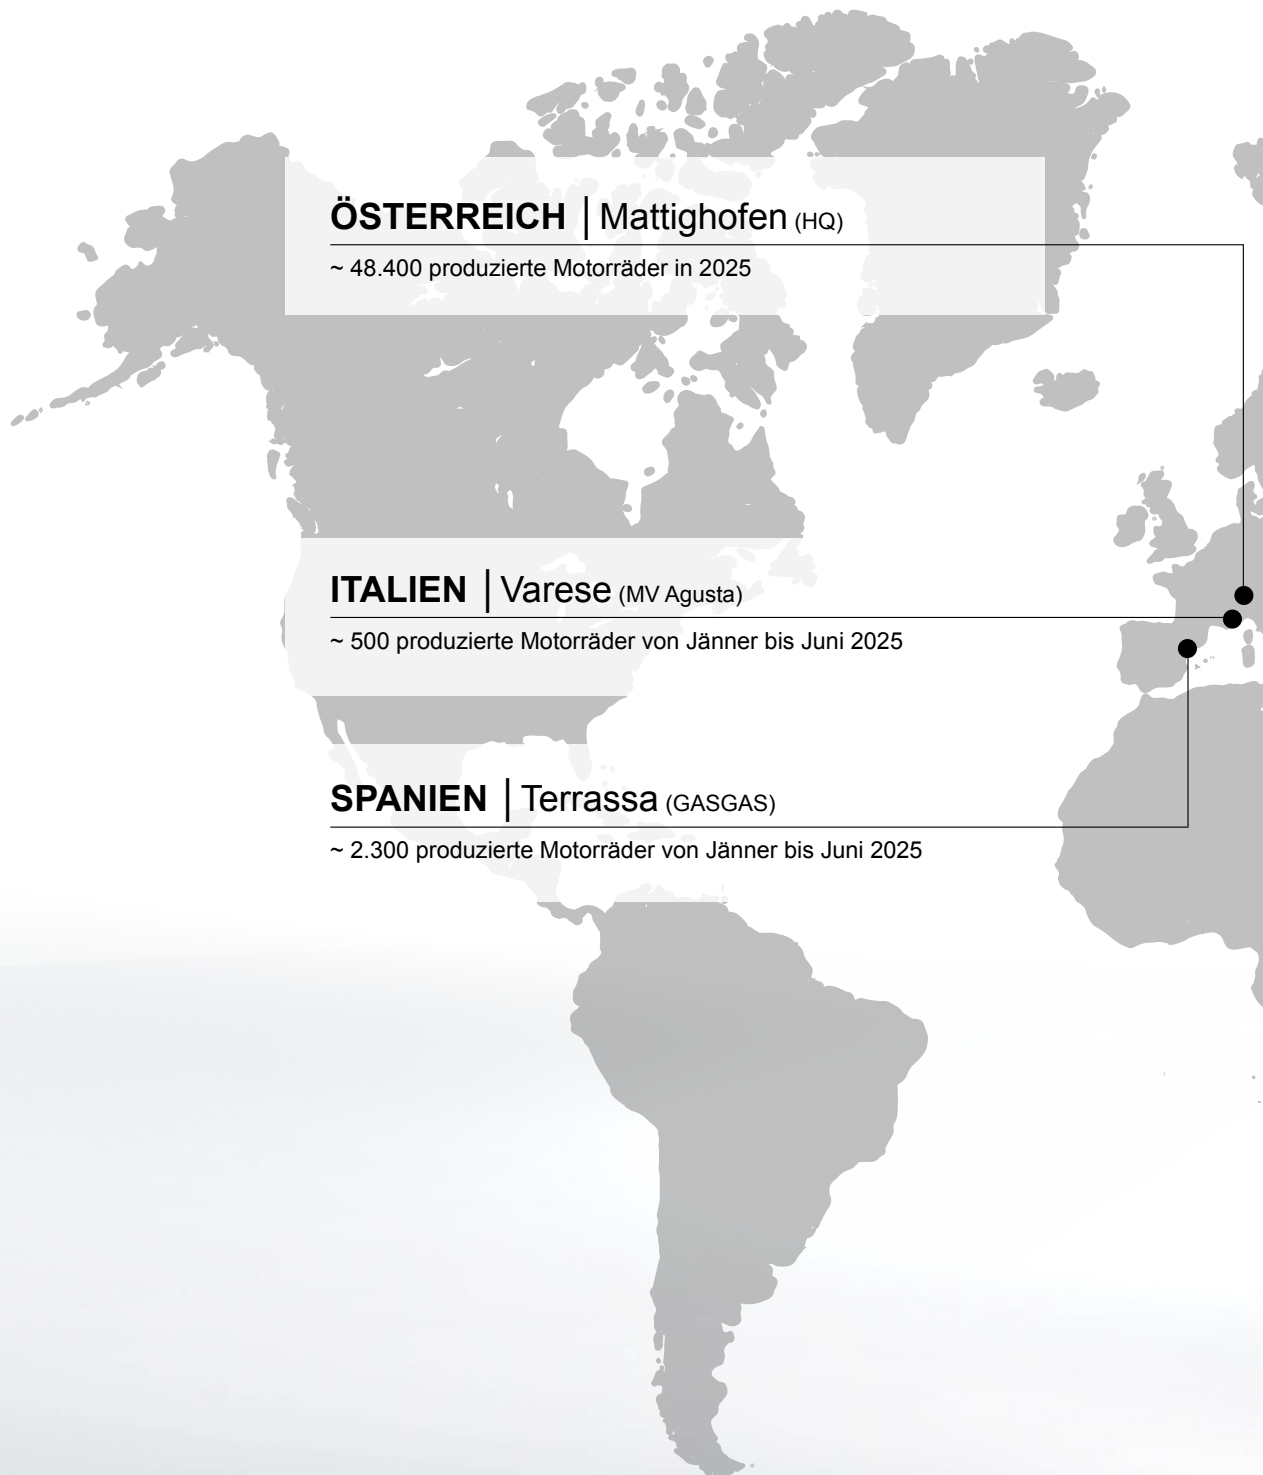 ÖSTERREICH | Mattighofen (HQ)
~ 48.400 produzierte Motorräder in 2025
ITALIEN | Varese (MV Agusta)
~ 500 produzierte Motorräder von Jänner bis Juni 2025
SPANIEN | Terrassa (GASGAS)
~ 2.300 produzierte Motorräder von Jänner bis Juni 2025